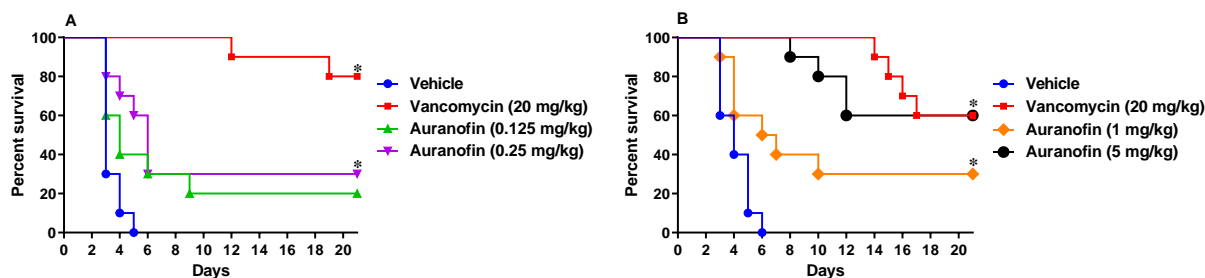 A
Percent survival
100
80
60
40
20
0
0 2 4 6 8 10 12 14 16 18 20
Days
*
*
Vehicle
Vancomycin (20 mg/kg)
Auranofin (0.125 mg/kg)
Auranofin (0.25 mg/kg)
B
Percent survival
100
80
60
40
20
0
0 2 4 6 8 10 12 14 16 18 20
Days
*
*
Vehicle
Vancomycin (20 mg/kg)
Auranofin (1 mg/kg)
Auranofin (5 mg/kg)